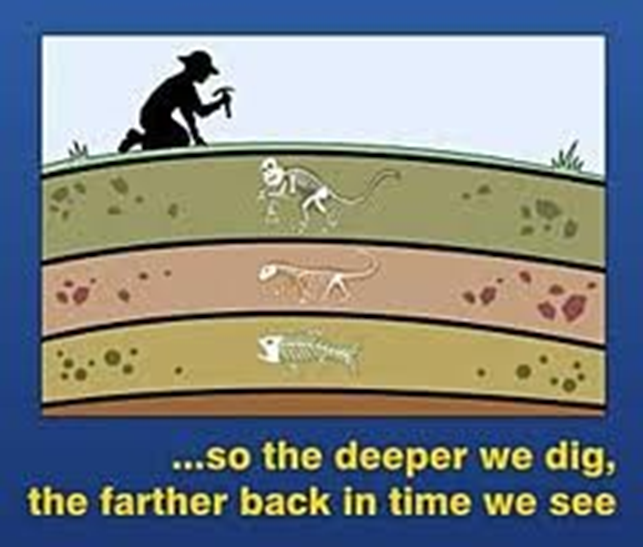 ...so the deeper we dig,
the farther back in time we see